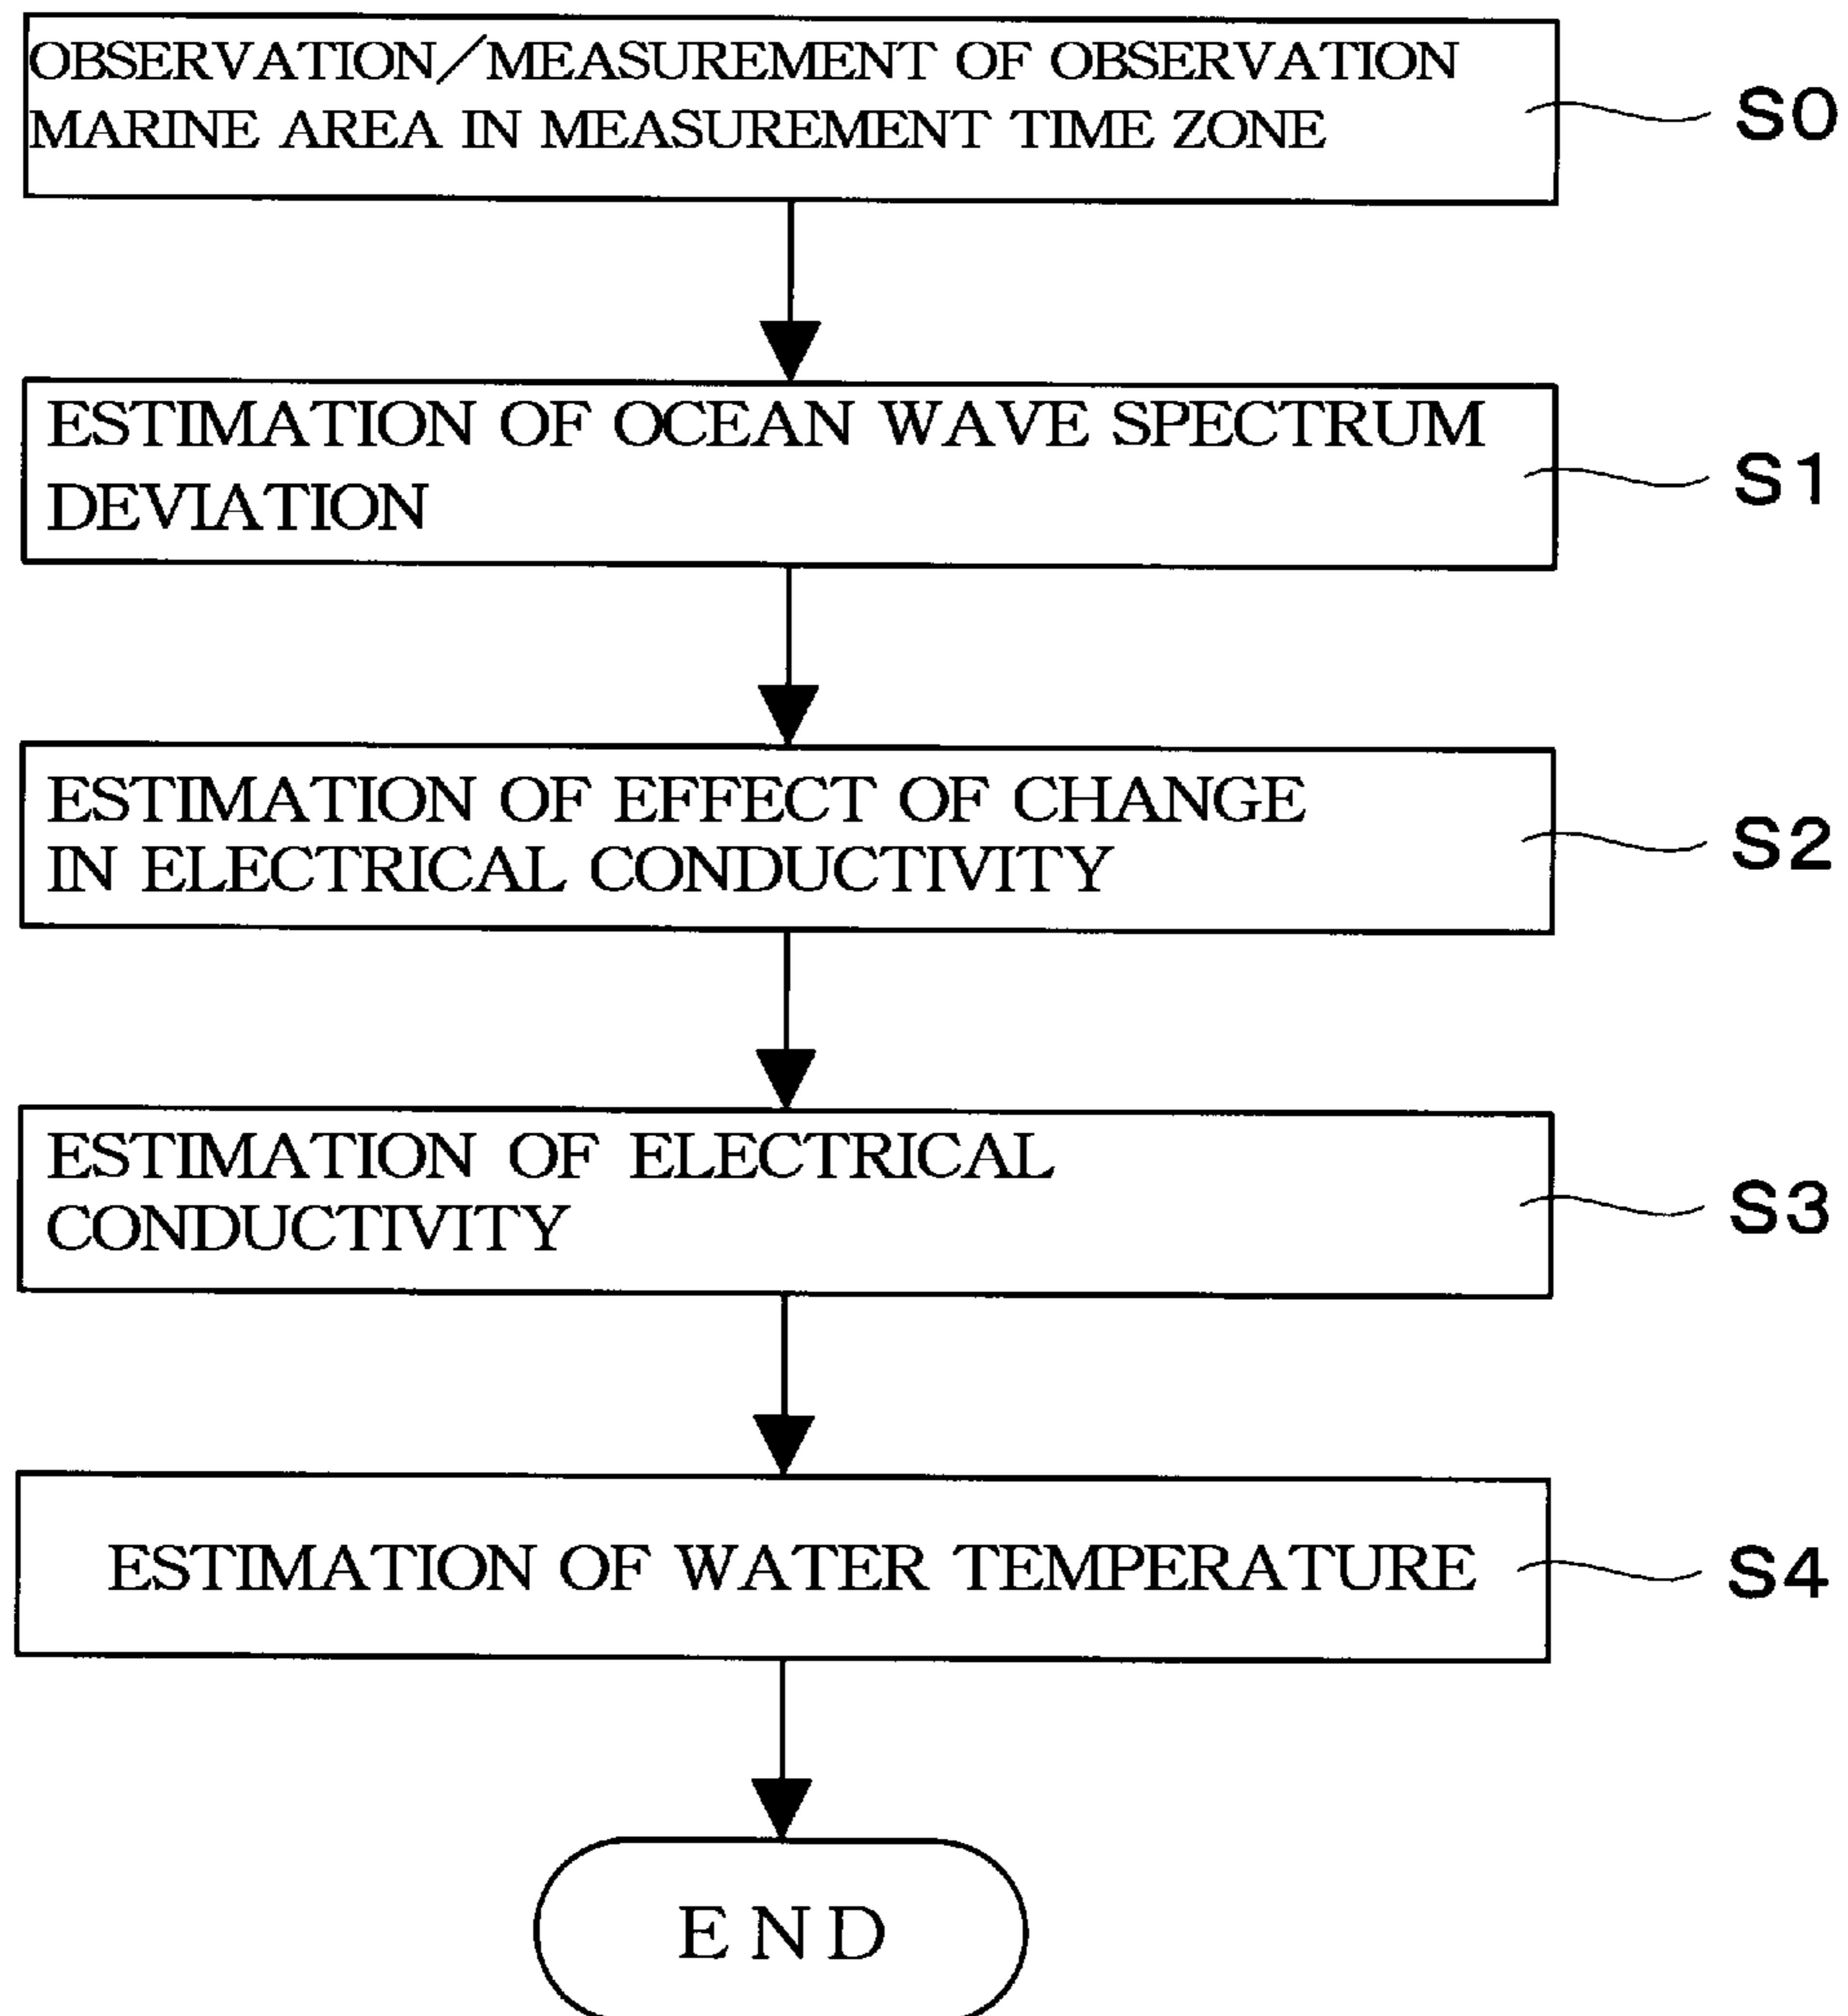 OBSERVATION/MEASUREMENT OF OBSERVATION
MARINE AREA IN MEASUREMENT TIME ZONE
S0
ESTIMATION OF OCEAN WAVE SPECTRUM
DEVIATION
S1
ESTIMATION OF EFFECT OF CHANGE
IN ELECTRICAL CONDUCTIVITY
S2
ESTIMATION OF ELECTRICAL
CONDUCTIVITY
S3
ESTIMATION OF WATER TEMPERATURE
S4
END